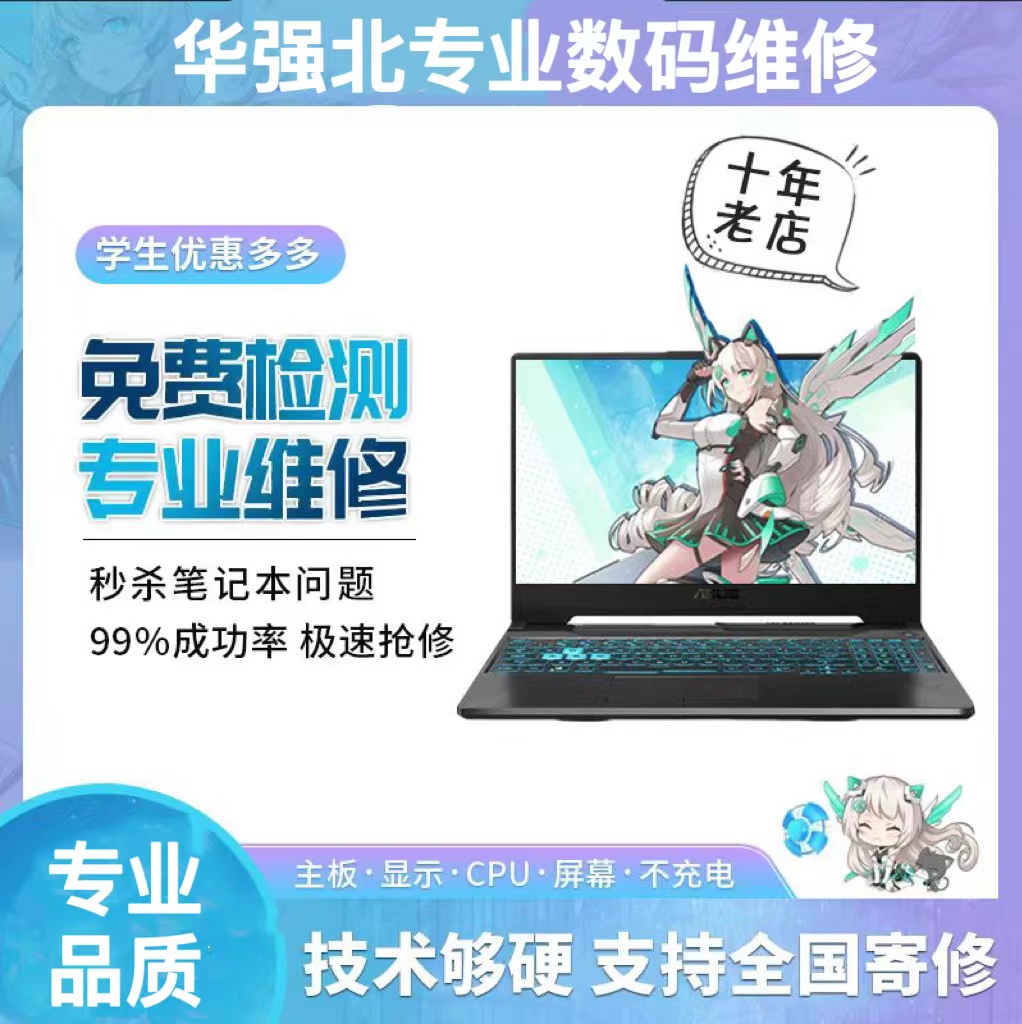 华强北专业数码维修
十年
老店
学生优惠多多
免费检测
专业维修
秒杀笔记本问题
99%成功率 极速抢修
主板·显示·CPU·屏幕·不充电
专业
品质
技术够硬 支持全国寄修